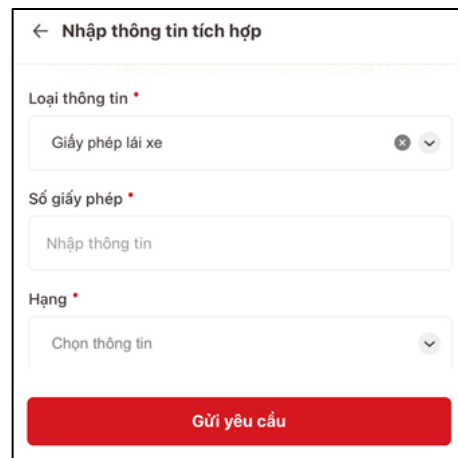 ← Nhập thông tin tích hợp
Loại thông tin *
Giấy phép lái xe
Số giấy phép *
Nhập thông tin
Hạng *
Chọn thông tin
Gửi yêu cầu